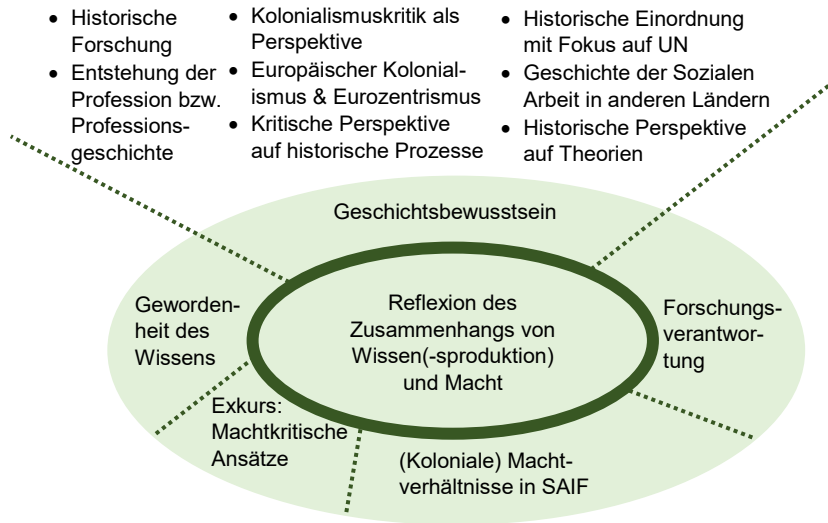 • Historische
Forschung
• Entstehung der
Profession bzw.
Professions-
geschichte
• Kolonialismuskritik als
Perspektive
• Europäischer Kolonial-
ismus & Eurozentrismus
• Kritische Perspektive
auf historische Prozesse
• Historische Einordnung
mit Fokus auf UN
• Geschichte der Sozialen
Arbeit in anderen Ländern
• Historische Perspektive
auf Theorien
Geschichtsbewusstsein
Geworden-
heit des
Wissens
Reflexion des
Zusammenhangs von
Wissen(-sproduktion)
und Macht
Forschungs-
verantwor-
tung
Exkurs:
Machtkritische
Ansätze
(Koloniale) Macht-
verhältnisse in SAIF